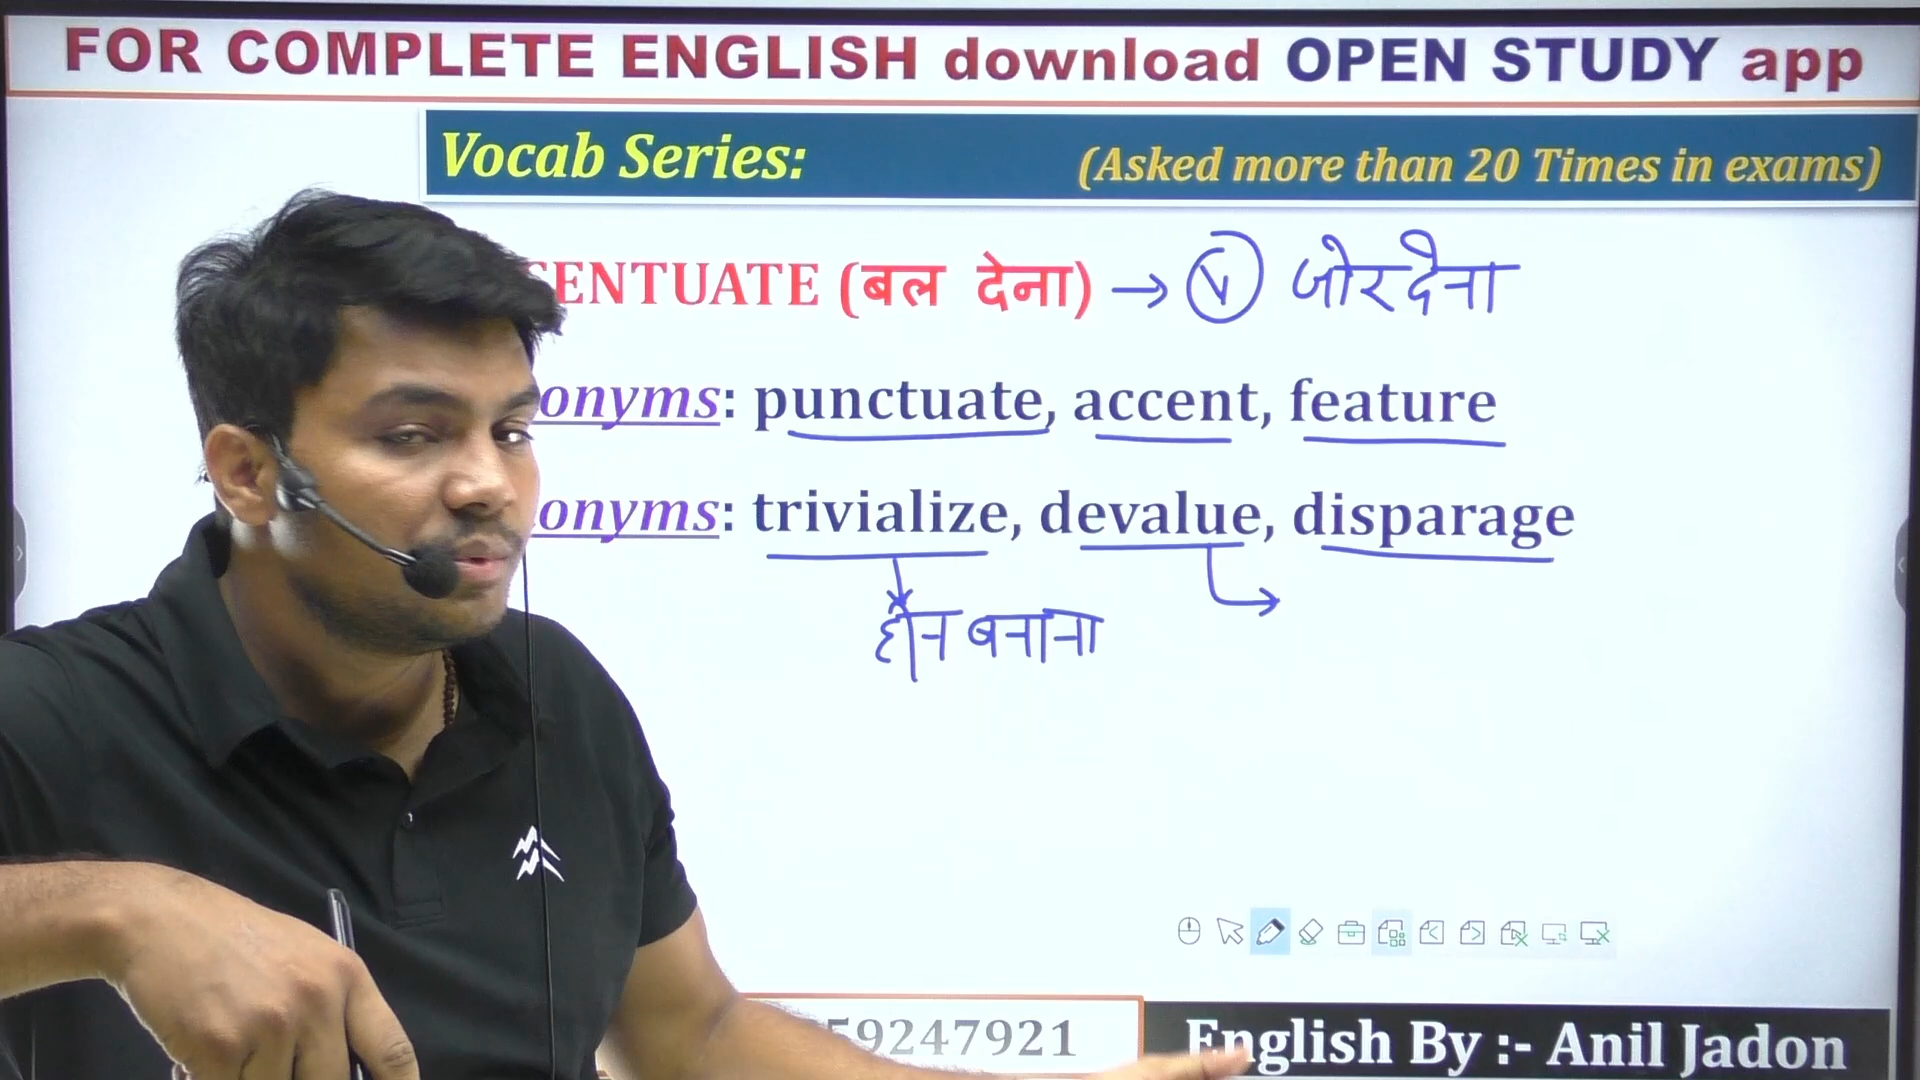 FOR COMPLETE ENGLISH download OPEN STUDY app
Vocab Series: (Asked more than 20 Times in exams)
CENTUATE (बल देना) → V जोर देना
onyms: punctuate, accent, feature
onyms: trivialize, devalue, disparage
हीन बनाना
59247921
English By :- Anil Jadon